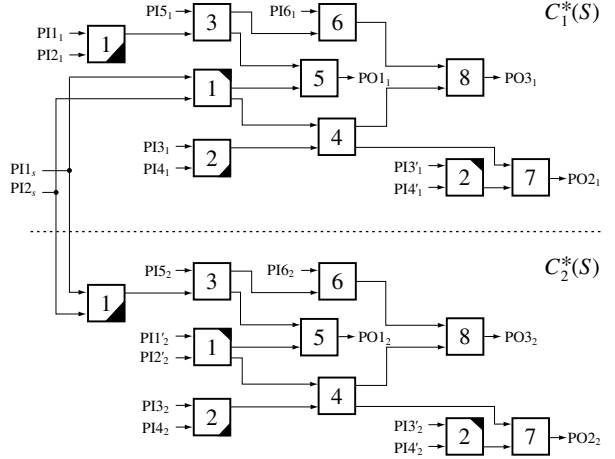 PI5₁ 3 PI6₁ 6 C₁*(S)
PI1₁ 1
PI2₁
1 5 PO1₁ 8 PO3₁
PI3₁ 2 4
PI4₁
PI1ₛ
PI2ₛ
PI3′₁ 2 7 PO2₁
PI4′₁
PI5₂ 3 PI6₂ 6 C₂*(S)
1
PI1′₂ 1 5 PO1₂ 8 PO3₂
PI2′₂
4
PI3₂ 2
PI4₂
PI3′₂ 2 7 PO2₂
PI4′₂